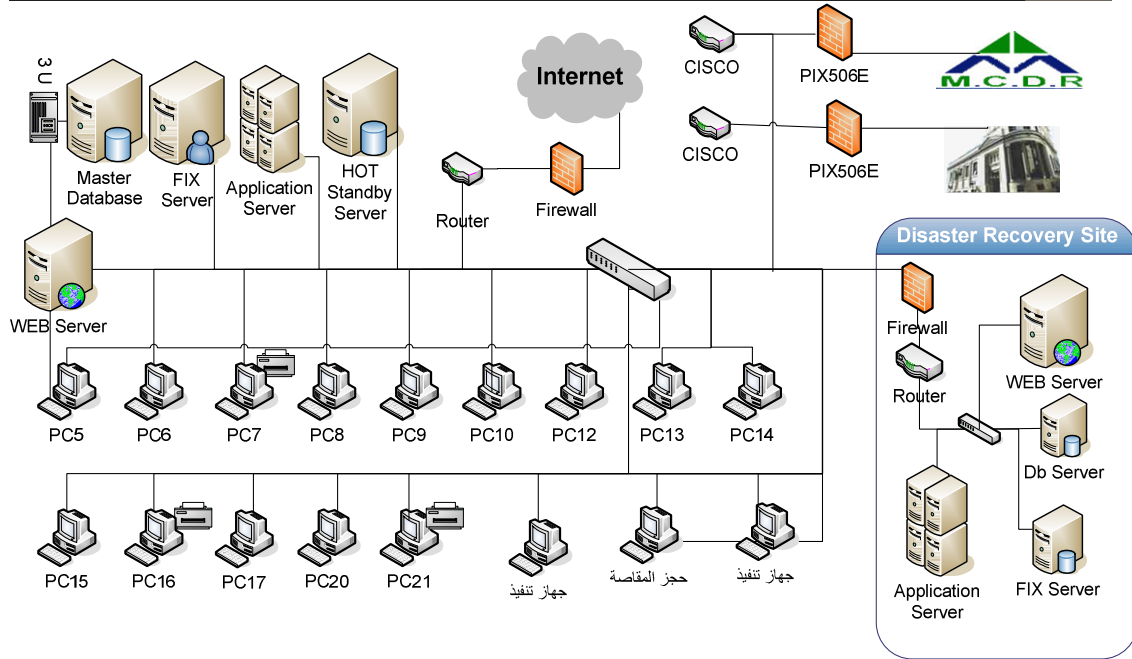 3 U
Master
Database
FIX
Server
Application
Server
HOT
Standby
Server
Internet
Router
Firewall
CISCO
PIX506E
M.C.D.R
CISCO
PIX506E
WEB Server
Disaster Recovery Site
Firewall
Router
WEB Server
Db Server
Application
Server
FIX Server
PC5
PC6
PC7
PC8
PC9
PC10
PC12
PC13
PC14
PC15
PC16
PC17
PC20
PC21
جهاز تنفيذ
حجز المقاصة
جهاز تنفيذ